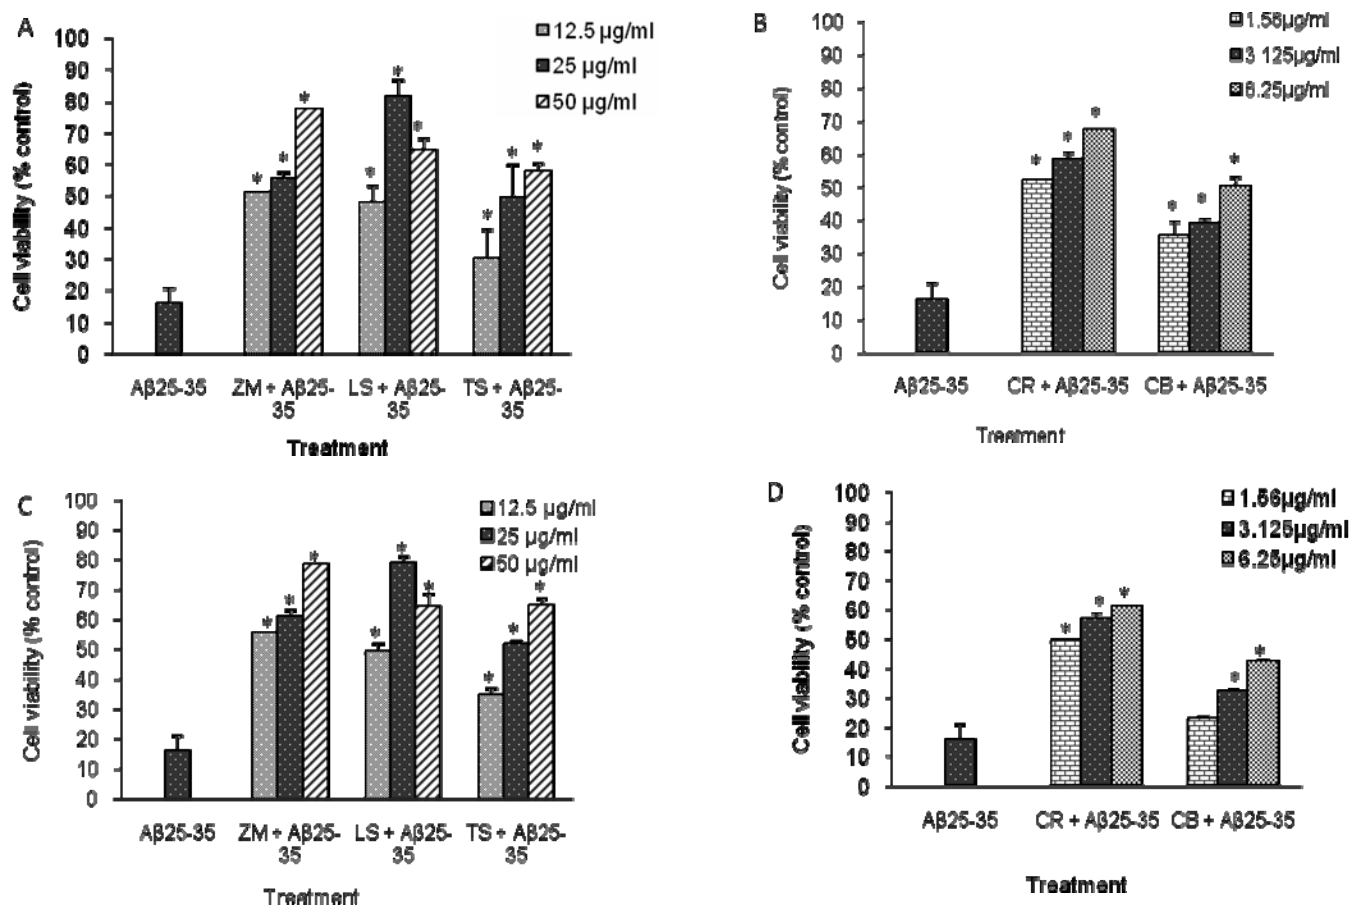 A
Cell viability (% control)
100
90
80
70
60
50
40
30
20
10
0
12.5 µg/ml
25 µg/ml
50 µg/ml
*
*
*
*
*
*
*
*
*
Aβ25-35
ZM + Aβ25-
35
LS + Aβ25-
35
TS + Aβ25-
35
Treatment
B
Cell viability (% control)
100
90
80
70
60
50
40
30
20
10
0
1.56µg/ml
3 125µg/ml
6.25µg/ml
*
*
*
*
*
*
Aβ25-35
CR + Aβ25-35
CB + Aβ25-35
Treatment
C
Cell viability (% control)
100
90
80
70
60
50
40
30
20
10
0
12.5 µg/ml
25 µg/ml
50 µg/ml
*
*
*
*
*
*
*
*
*
Aβ25-35
ZM + Aβ25-
35
LS + Aβ25-
35
TS + Aβ25-
35
Treatment
D
Cell viability (% control)
100
90
80
70
60
50
40
30
20
10
0
1.56µg/ml
3.125µg/ml
6.25µg/ml
*
*
*
*
*
Aβ25-35
CR + Aβ25-35
CB + Aβ25-35
Treatment